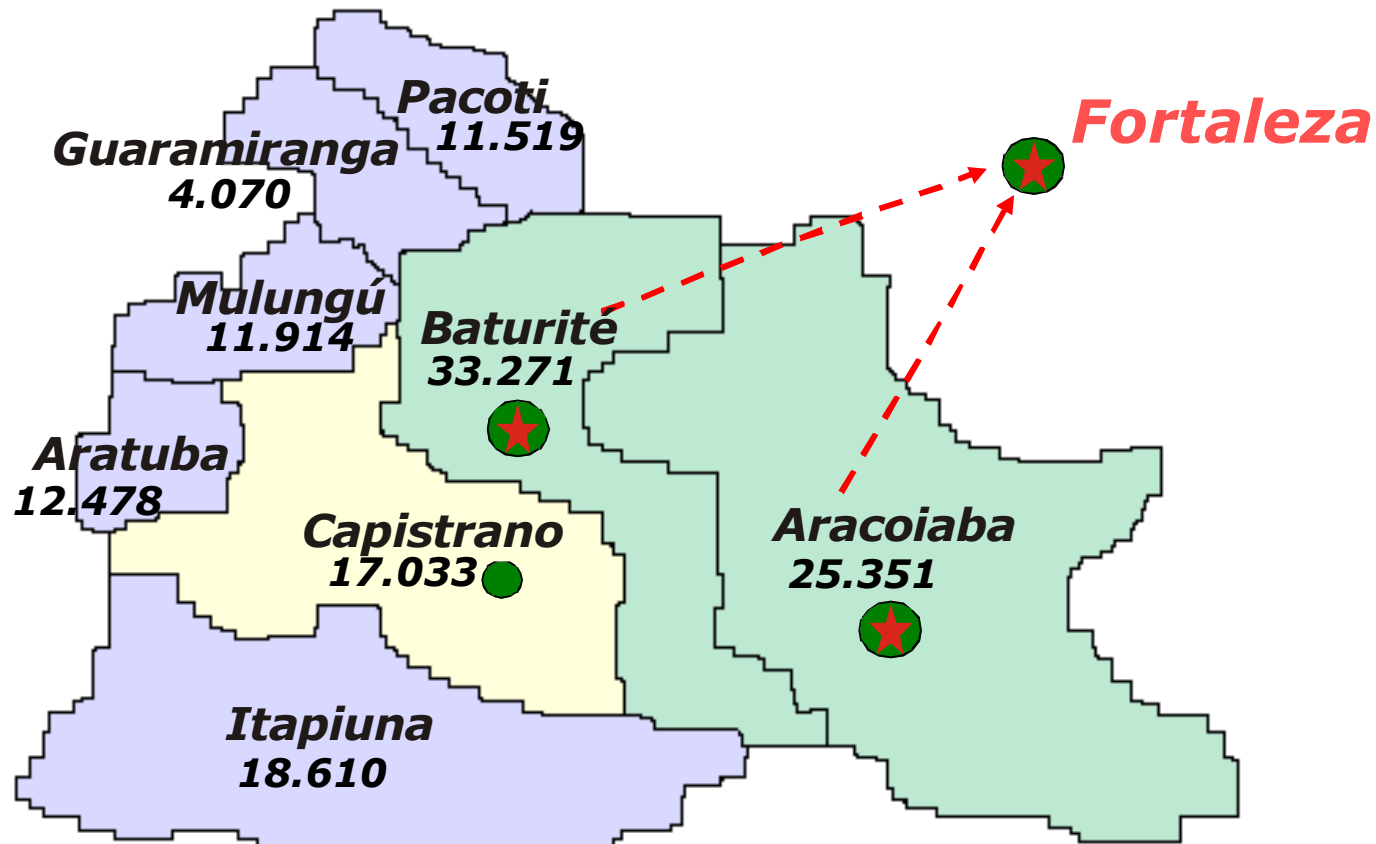 Pacoti
11.519
Fortaleza
Guaramiranga
4.070
Mulungú
11.914
Baturité
33.271
Aratuba
12.478
Capistrano
17.033
Aracoiaba
25.351
Itapiuna
18.610